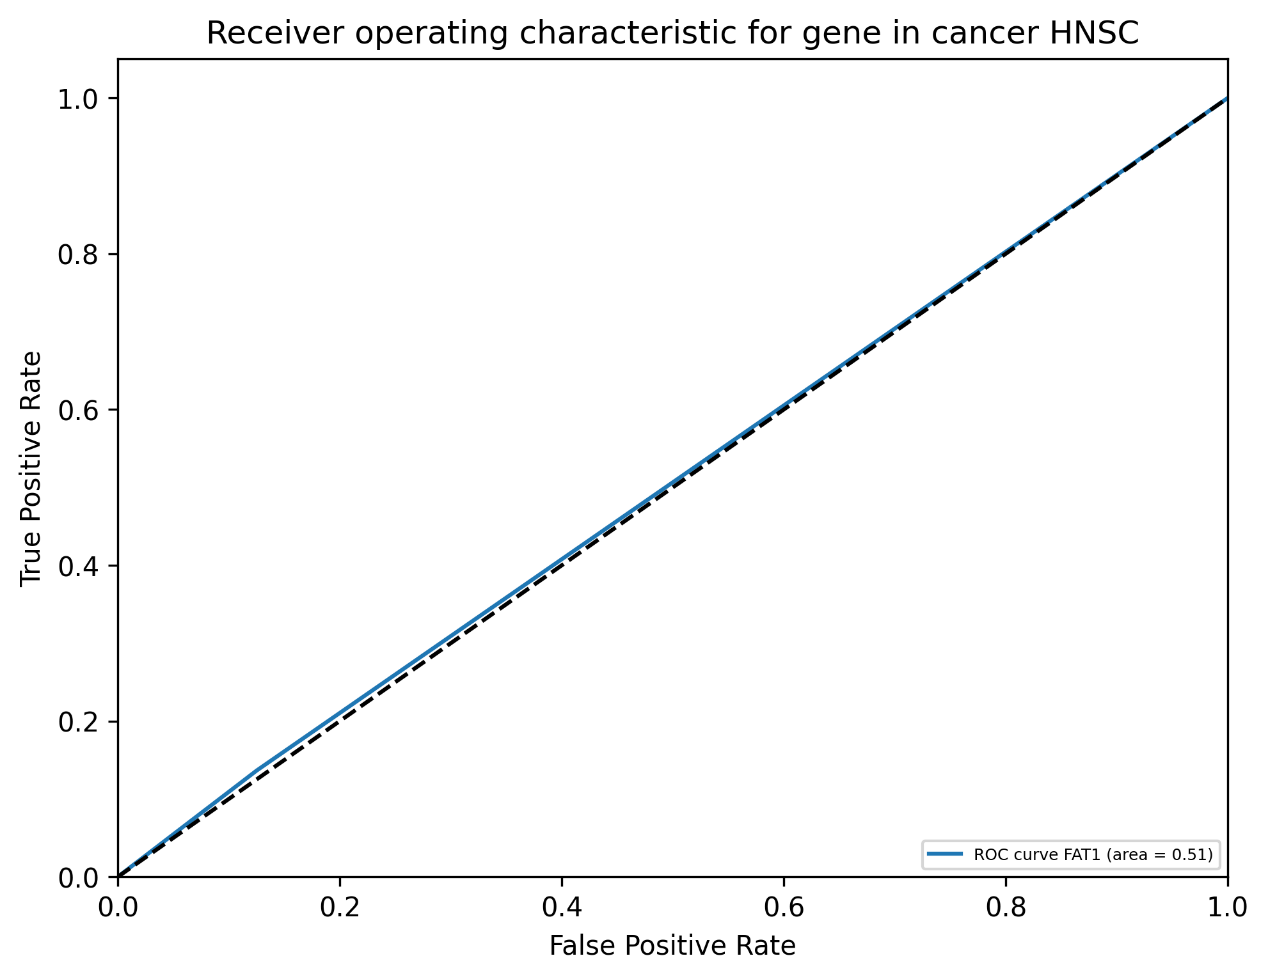 Receiver operating characteristic for gene in cancer HNSC
1.0
0.8
0.6
0.4
0.2
0.0
True Positive Rate
ROC curve FAT1 (area = 0.51)
0.0 0.2 0.4 0.6 0.8 1.0
False Positive Rate